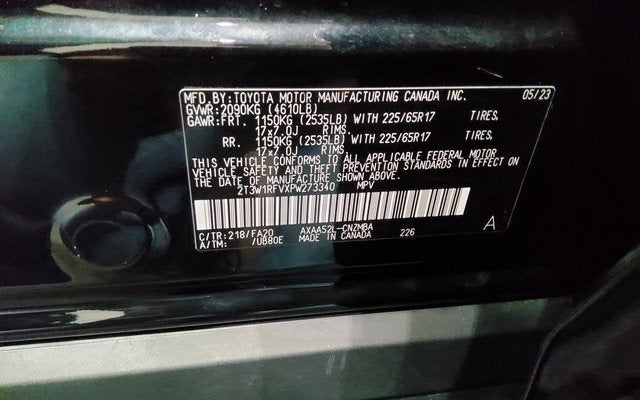 MFD. BY: TOYOTA MOTOR MANUFACTURING CANADA INC. 05/23
GVWR: 2090KG (4610LB)
GAWR: FRT. 1150KG (2535LB) WITH 225/65R17 TIRES,
17x7.0J RIMS.
RR. 1150KG (2535LB) WITH 225/65R17 TIRES,
17x7.0J RIMS.
THIS VEHICLE CONFORMS TO ALL APPLICABLE FEDERAL MOTOR
VEHICLE SAFETY AND THEFT PREVENTION STANDARDS IN EFFECT
ON THE DATE OF MANUFACTURE SHOWN ABOVE.
2T3W1RFVXPW273340 MPV
C/TR: 218/FA20 AXAA52L-CNZMBA 226 A
A/TM: /UB80E MADE IN CANADA